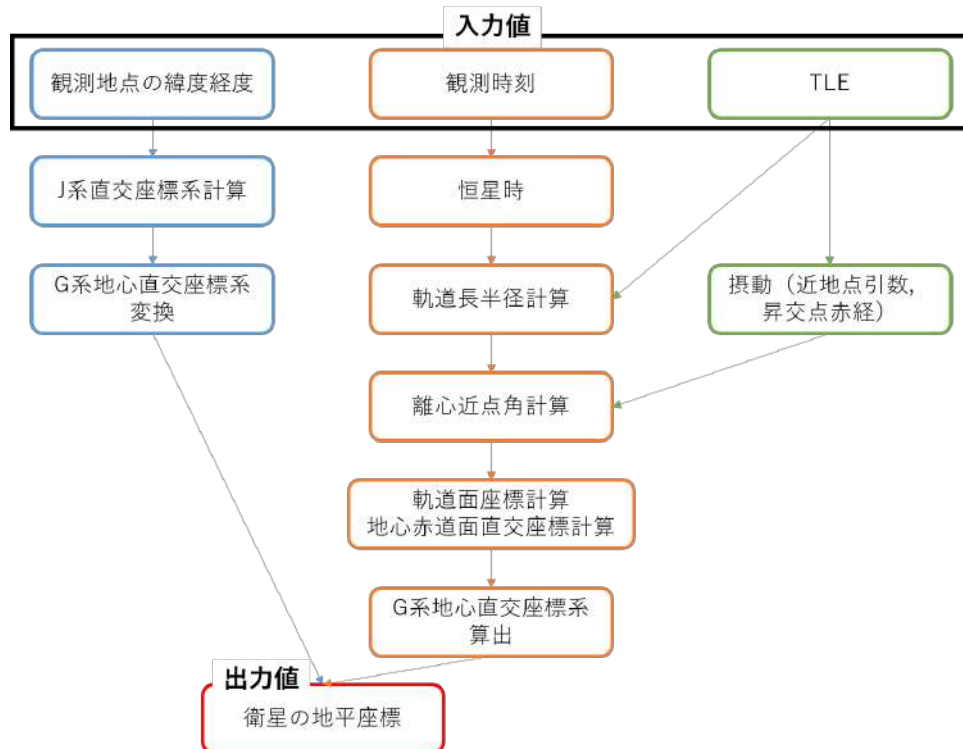 入力値
観測地点の緯度経度
観測時刻
TLE
J系直交座標系計算
恒星時
G系地心直交座標系
変換
軌道長半径計算
摂動（近地点引数,
昇交点赤経）
離心近点角計算
軌道面座標計算
地心赤道面直交座標計算
G系地心直交座標系
算出
出力値
衛星の地平座標